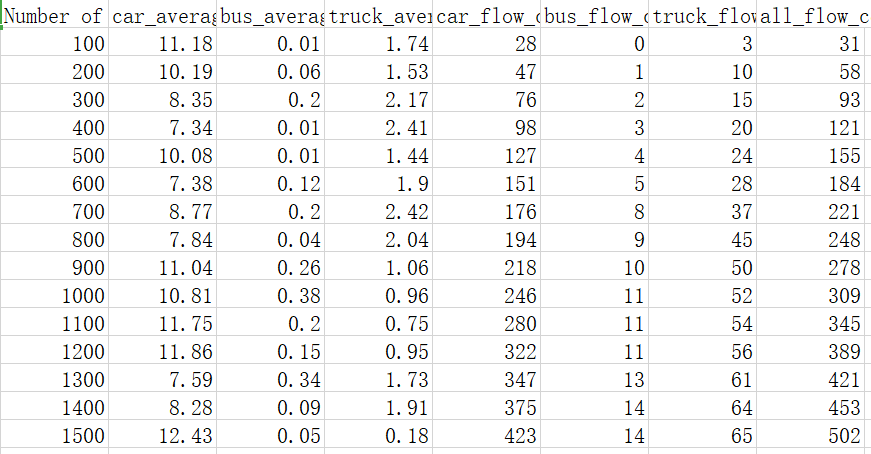 Number of car_averag bus_averag truck_aver car_flow_c bus_flow_c truck_flow all_flow_c
100 11.18 0.01 1.74 28 0 3 31
200 10.19 0.06 1.53 47 1 10 58
300 8.35 0.2 2.17 76 2 15 93
400 7.34 0.01 2.41 98 3 20 121
500 10.08 0.01 1.44 127 4 24 155
600 7.38 0.12 1.9 151 5 28 184
700 8.77 0.2 2.42 176 8 37 221
800 7.84 0.04 2.04 194 9 45 248
900 11.04 0.26 1.06 218 10 50 278
1000 10.81 0.38 0.96 246 11 52 309
1100 11.75 0.2 0.75 280 11 54 345
1200 11.86 0.15 0.95 322 11 56 389
1300 7.59 0.34 1.73 347 13 61 421
1400 8.28 0.09 1.91 375 14 64 453
1500 12.43 0.05 0.18 423 14 65 502